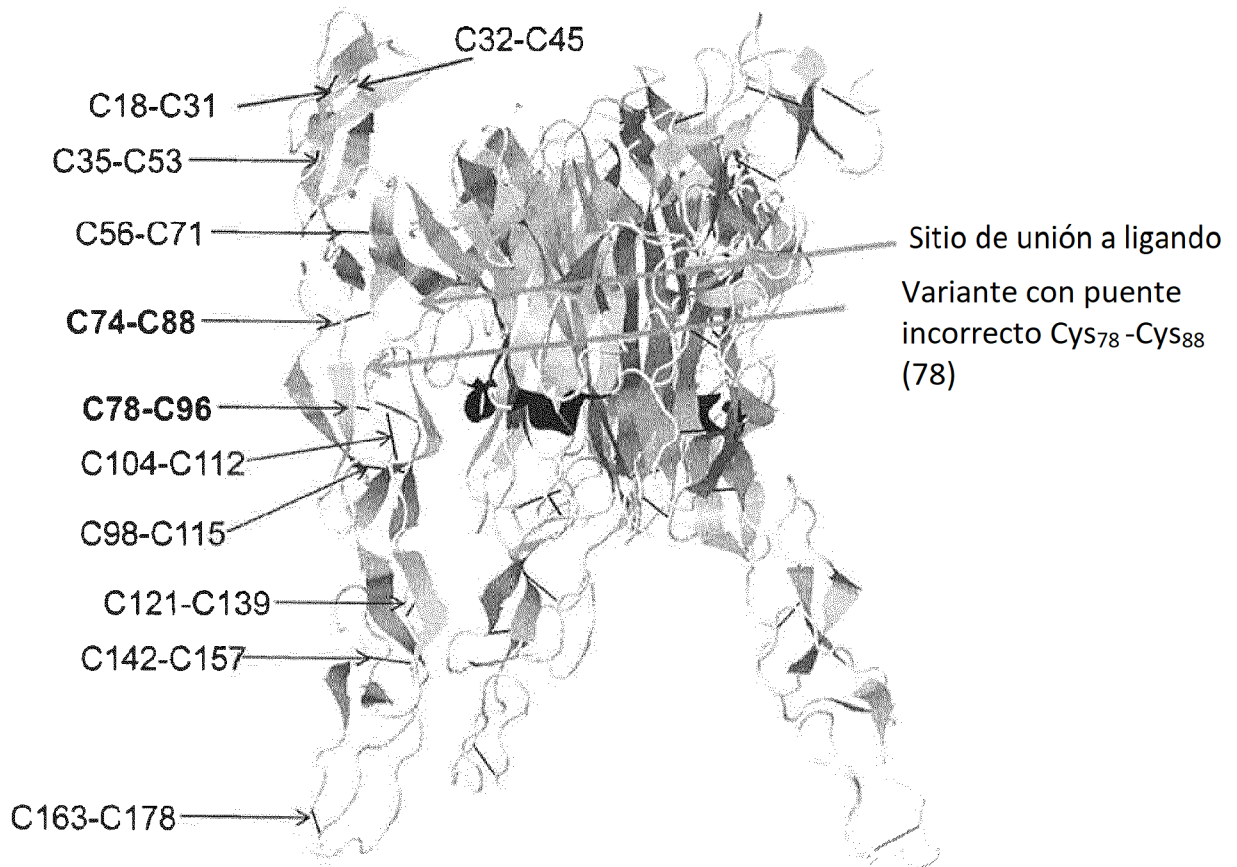 C32-C45
C18-C31
C35-C53
C56-C71
C74-C88
C78-C96
C104-C112
C98-C115
C121-C139
C142-C157
C163-C178
Sitio de unión a ligando
Variante con puente
incorrecto Cys₇₈ -Cys₈₈
(78)